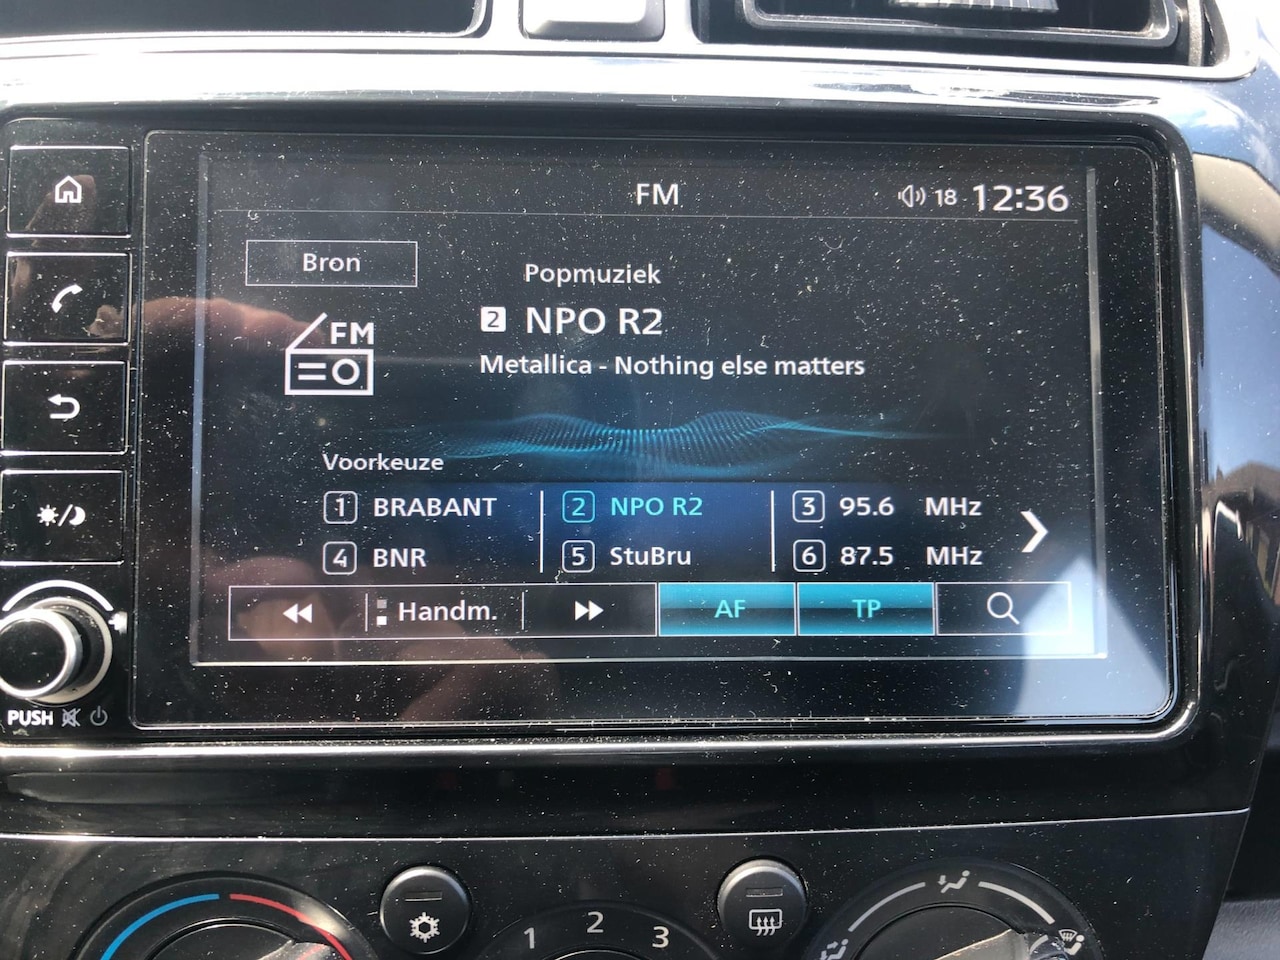 FM
18 12:36
Bron
Popmuziek
FM
2 NPO R2
Metallica - Nothing else matters
Voorkeuze
1 BRABANT 2 NPO R2 3 95.6 MHz
4 BNR 5 StuBru 6 87.5 MHz
Handm. AF TP
PUSH
1 2 3